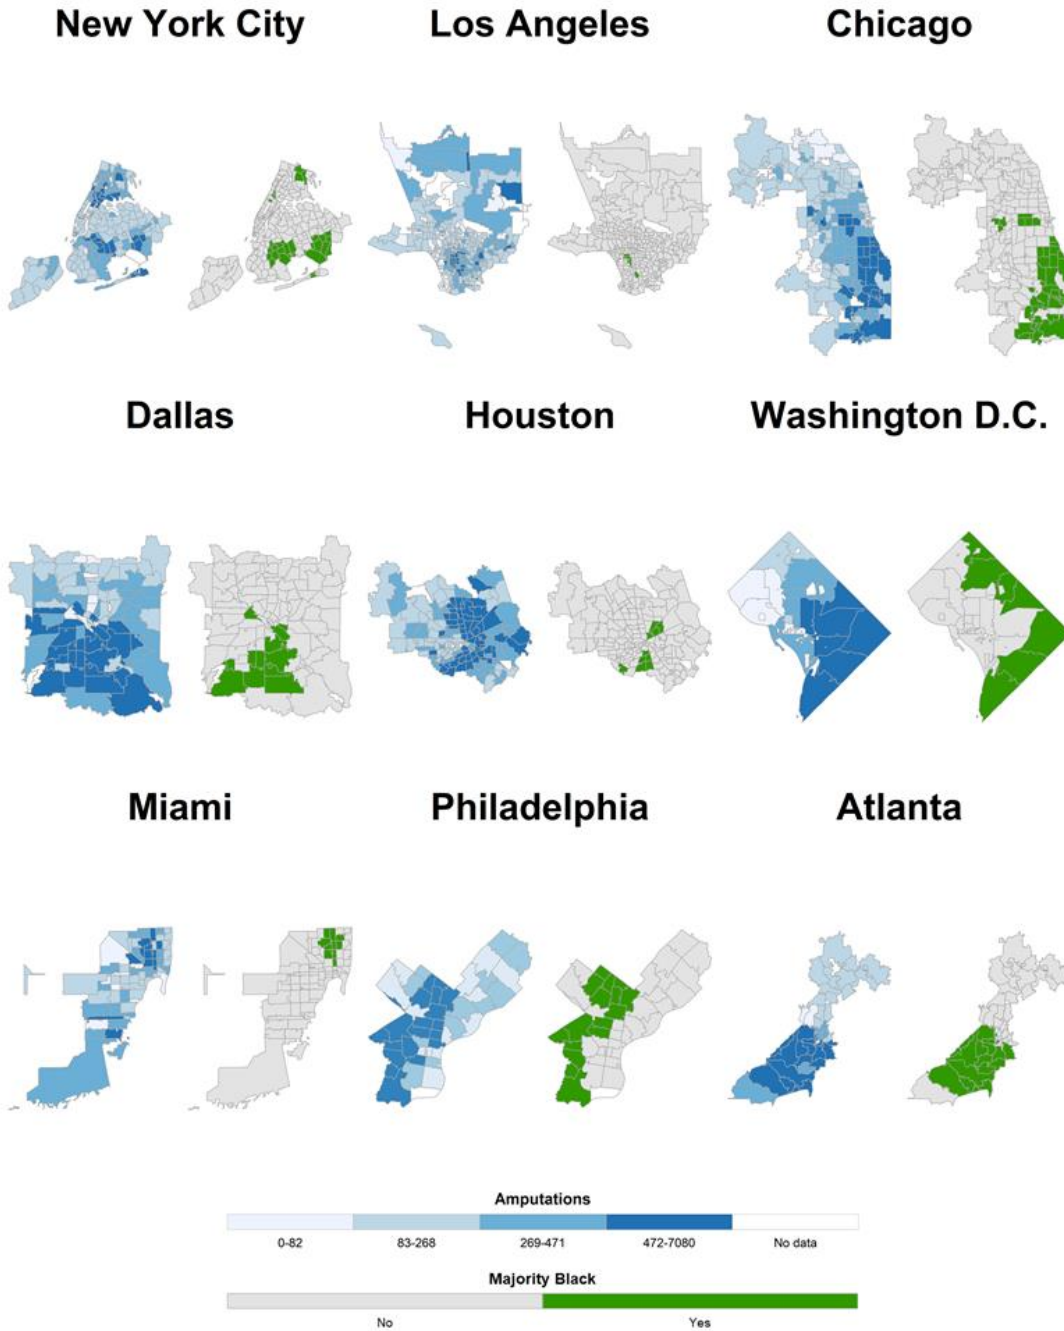 New York City
Los Angeles
Chicago
Dallas
Houston
Washington D.C.
Miami
Philadelphia
Atlanta
Amputations
0-82
83-268
269-471
472-7080
No data
Majority Black
No
Yes